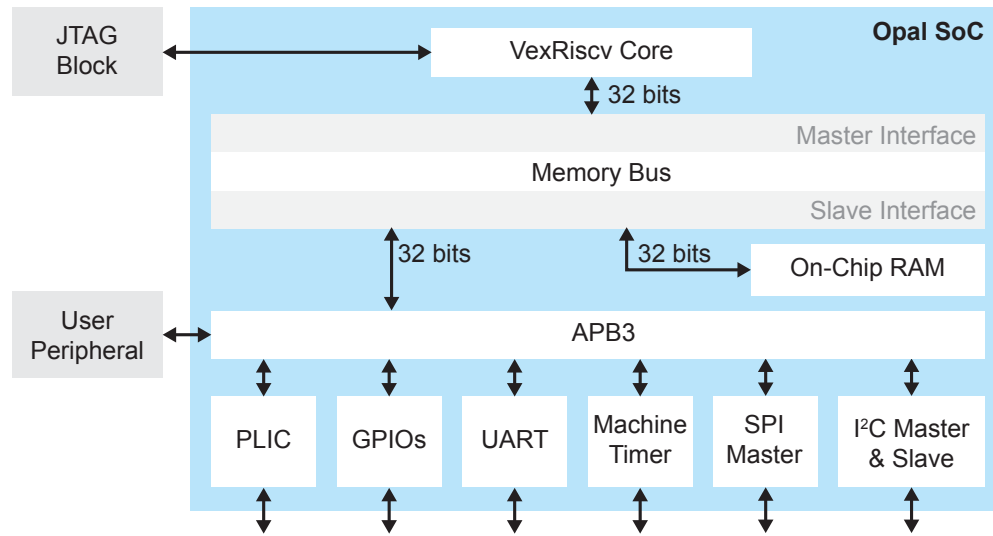 JTAG
Block
VexRiscv Core
Opal SoC
32 bits
Master Interface
Memory Bus
Slave Interface
32 bits
32 bits
On-Chip RAM
User
Peripheral
APB3
PLIC
GPIOs
UART
Machine
Timer
SPI
Master
I²C Master
& Slave